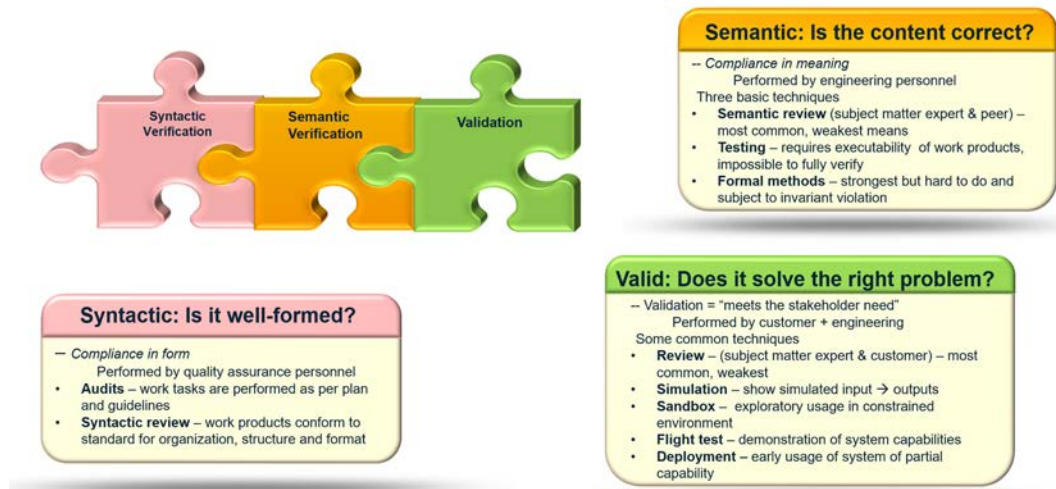 Syntactic
Verification
Semantic
Verification
Validation
Semantic: Is the content correct?
-- Compliance in meaning
Performed by engineering personnel
Three basic techniques
• Semantic review (subject matter expert & peer) –
most common, weakest means
• Testing – requires executability of work products,
impossible to fully verify
• Formal methods – strongest but hard to do and
subject to invariant violation
Syntactic: Is it well-formed?
– Compliance in form
Performed by quality assurance personnel
• Audits – work tasks are performed as per plan
and guidelines
• Syntactic review – work products conform to
standard for organization, structure and format
Valid: Does it solve the right problem?
-- Validation = “meets the stakeholder need”
Performed by customer + engineering
Some common techniques
• Review – (subject matter expert & customer) – most
common, weakest
• Simulation – show simulated input → outputs
• Sandbox – exploratory usage in constrained
environment
• Flight test – demonstration of system capabilities
• Deployment – early usage of system of partial
capability